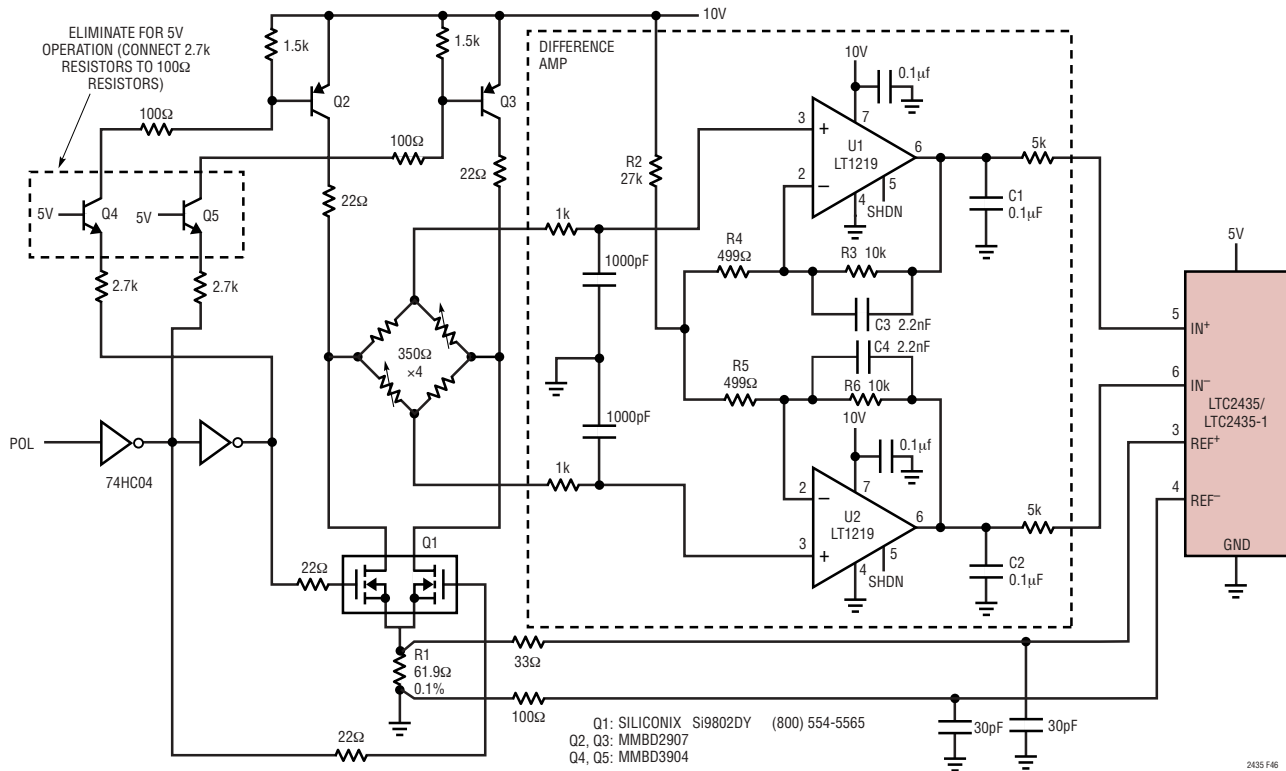 10V
ELIMINATE FOR 5V
OPERATION (CONNECT 2.7k
RESISTORS TO 100Ω
RESISTORS)
1.5k
1.5k
Q2
Q3
100Ω
100Ω
22Ω
22Ω
5V
Q4
5V
Q5
2.7k
2.7k
350Ω
×4
POL
74HC04
22Ω
Q1
22Ω
R1
61.9Ω
0.1%
33Ω
100Ω
30pF
30pF
DIFFERENCE
AMP
1k
1000pF
1000pF
1k
R2
27k
10V
0.1µf
3
+
7
U1
LT1219
6
2
−
4
5
SHDN
R4
499Ω
R3 10k
C3 2.2nF
C4 2.2nF
R5
499Ω
R6 10k
10V
0.1µf
2
−
7
U2
LT1219
6
3
+
4
5
SHDN
5k
C1
0.1µF
5k
C2
0.1µF
5V
5
IN+
6
IN−
LTC2435/
LTC2435-1
3
REF+
4
REF−
GND
Q1: SILICONIX Si9802DY (800) 554-5565
Q2, Q3: MMBD2907
Q4, Q5: MMBD3904
2435 F46